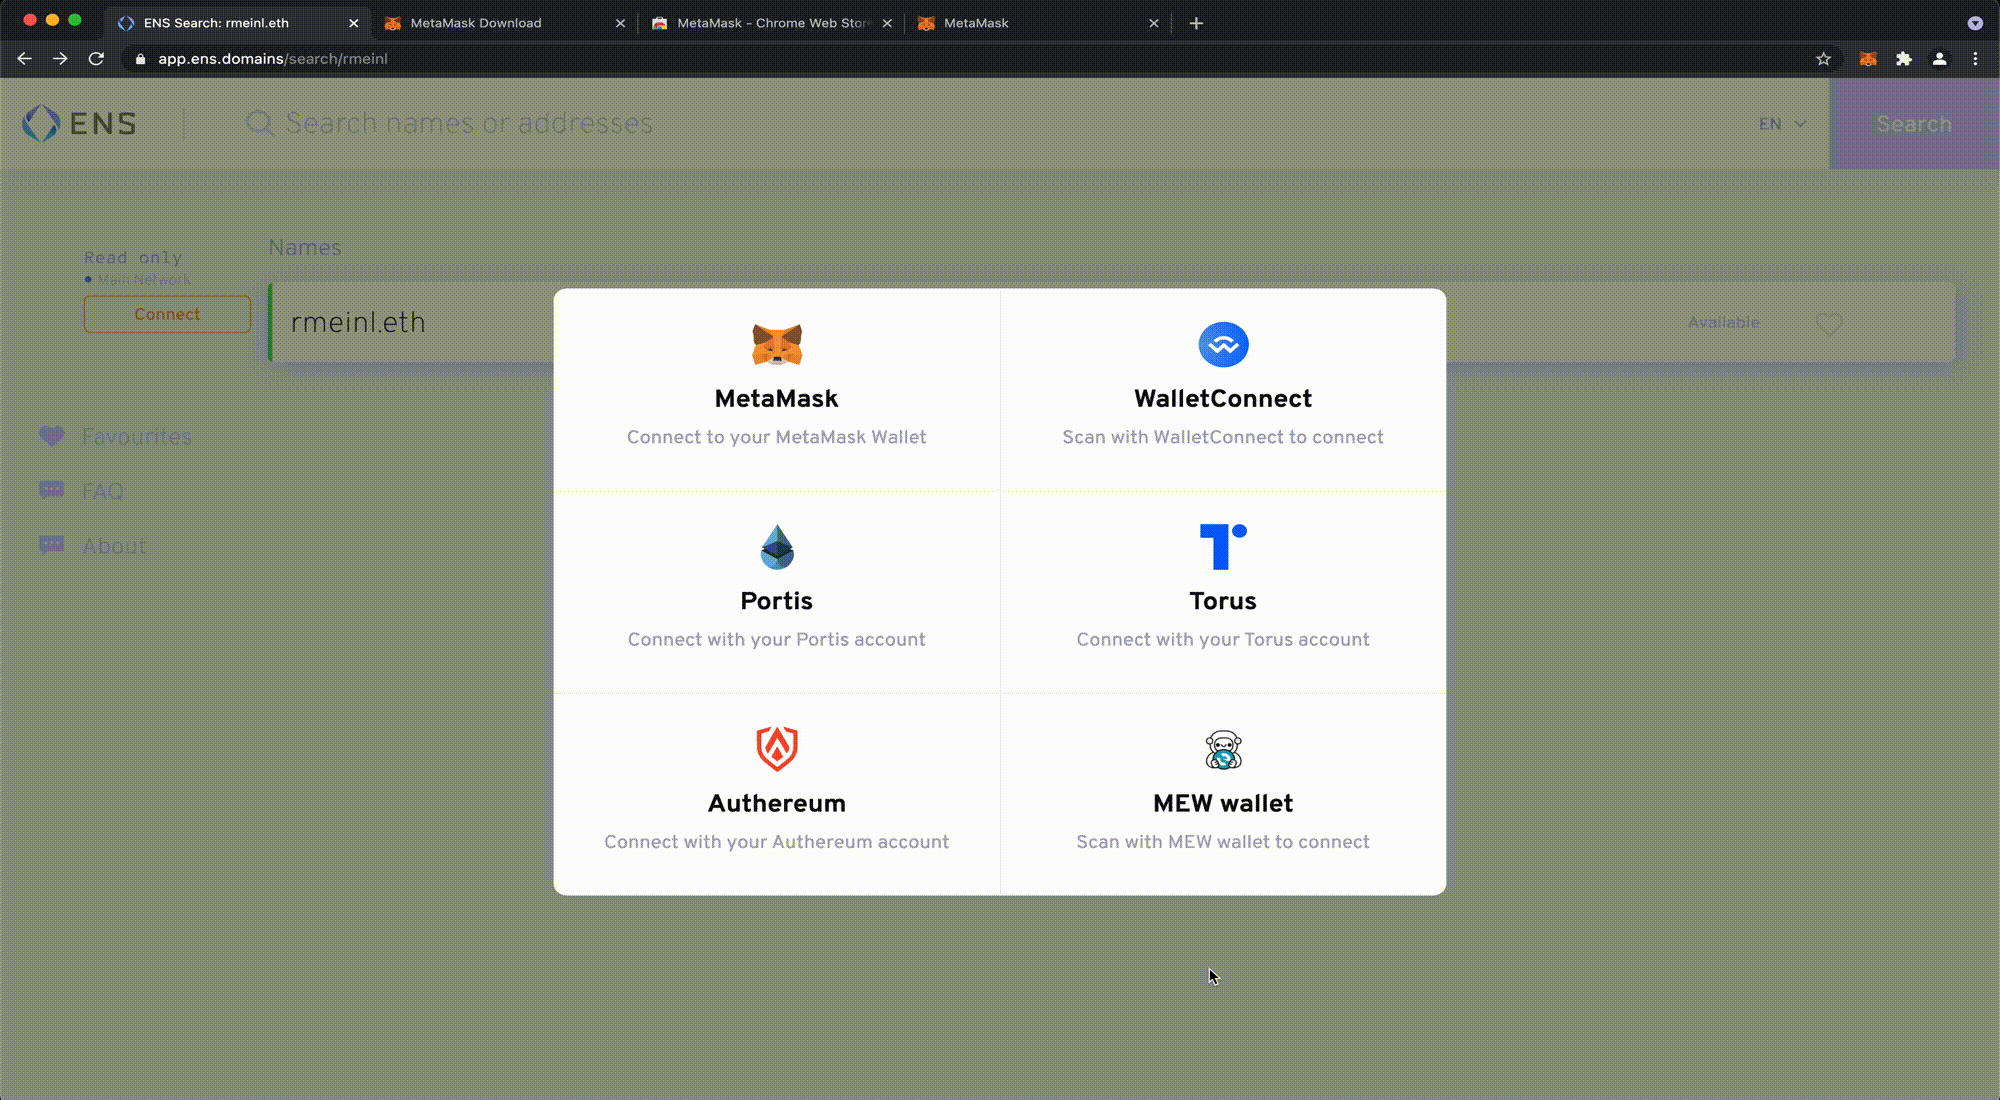 ENS Search: rmeinl.eth
MetaMask Download
MetaMask - Chrome Web Stor
MetaMask
app.ens.domains/search/rmeinl
ENS
Search names or addresses
EN
Search
Read only
Main Network
Connect
Names
rmeinl.eth
Available
Favourites
FAQ
About
MetaMask
Connect to your MetaMask Wallet
WalletConnect
Scan with WalletConnect to connect
Portis
Connect with your Portis account
Torus
Connect with your Torus account
Authereum
Connect with your Authereum account
MEW wallet
Scan with MEW wallet to connect